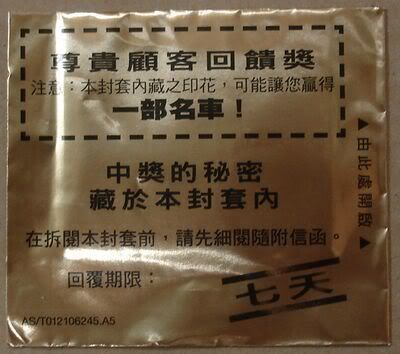 尊貴顧客回饋獎
注意：本封套內藏之印花，可能讓您贏得
一部名車！
中獎的秘密
藏於本封套內
在拆閱本封套前，請先細閱隨附信函。
回覆期限：
七天
AS/T012106245.A5
▲由此處開啟▲